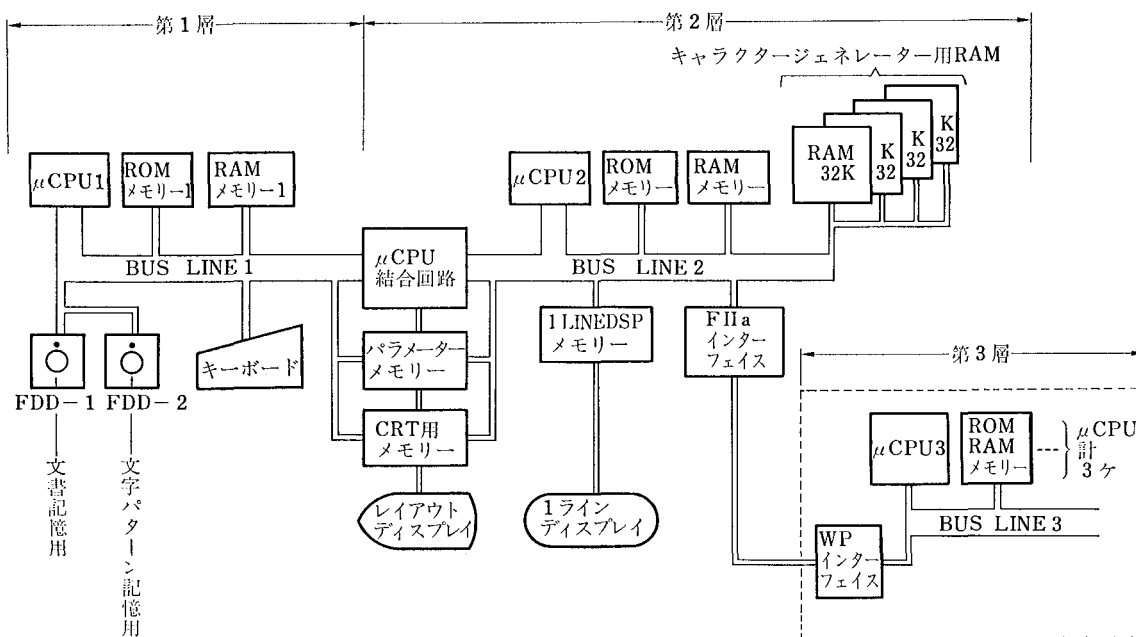 第1層
第2層
キャラクタージェネレーター用RAM
μCPU1
ROM
メモリー1
RAM
メモリー1
μCPU2
ROM
メモリー
RAM
メモリー
RAM
32K
K
32
K
32
K
32
BUS LINE 1
μCPU
結合回路
BUS LINE 2
パラメーター
メモリー
CRT用
メモリー
レイアウト
ディスプレイ
1LINEDSP
メモリー
1ライン
ディスプレイ
FIIa
インター
フェイス
キーボード
FDD-1
FDD-2
文書記憶用
文字パターン記憶用
第3層
μCPU3
ROM
RAM
メモリー
μCPU
計
3ケ
BUS LINE 3
WP
インター
フェイス